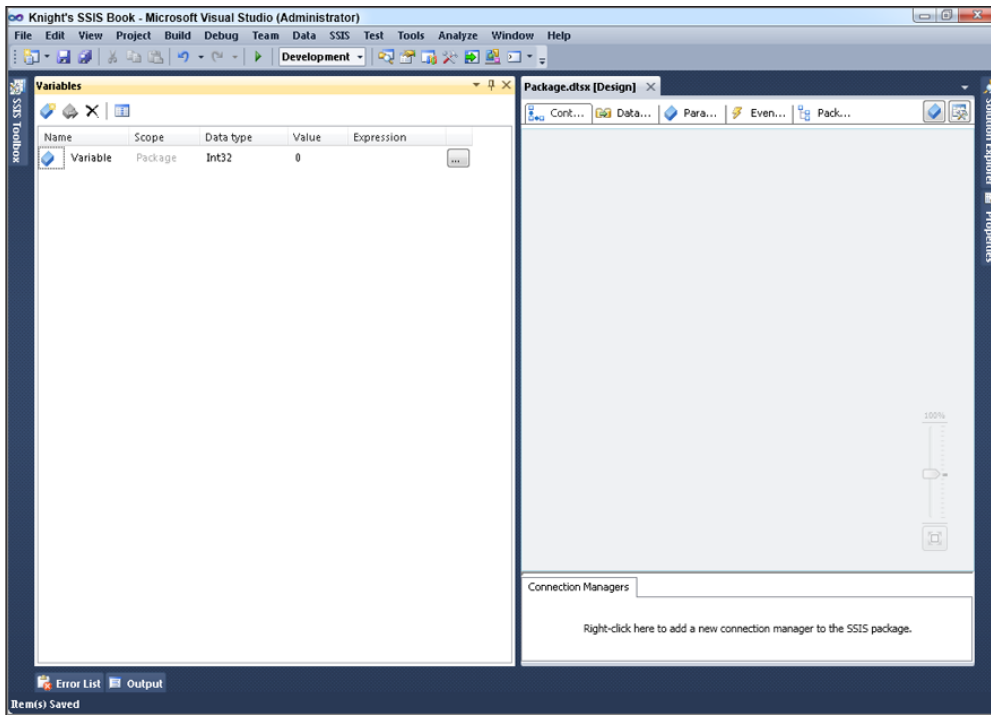 Knight's SSIS Book - Microsoft Visual Studio (Administrator)
File Edit View Project Build Debug Team Data SSIS Test Tools Analyze Window Help
Development
SSIS Toolbox
Variables
Name Scope Data type Value Expression
Variable Package Int32 0 ...
Package.dtsx [Design]
Cont... Data... Para... Even... Pack...
100%
Connection Managers
Right-click here to add a new connection manager to the SSIS package.
Solution Explorer
Properties
Error List Output
Item(s) Saved